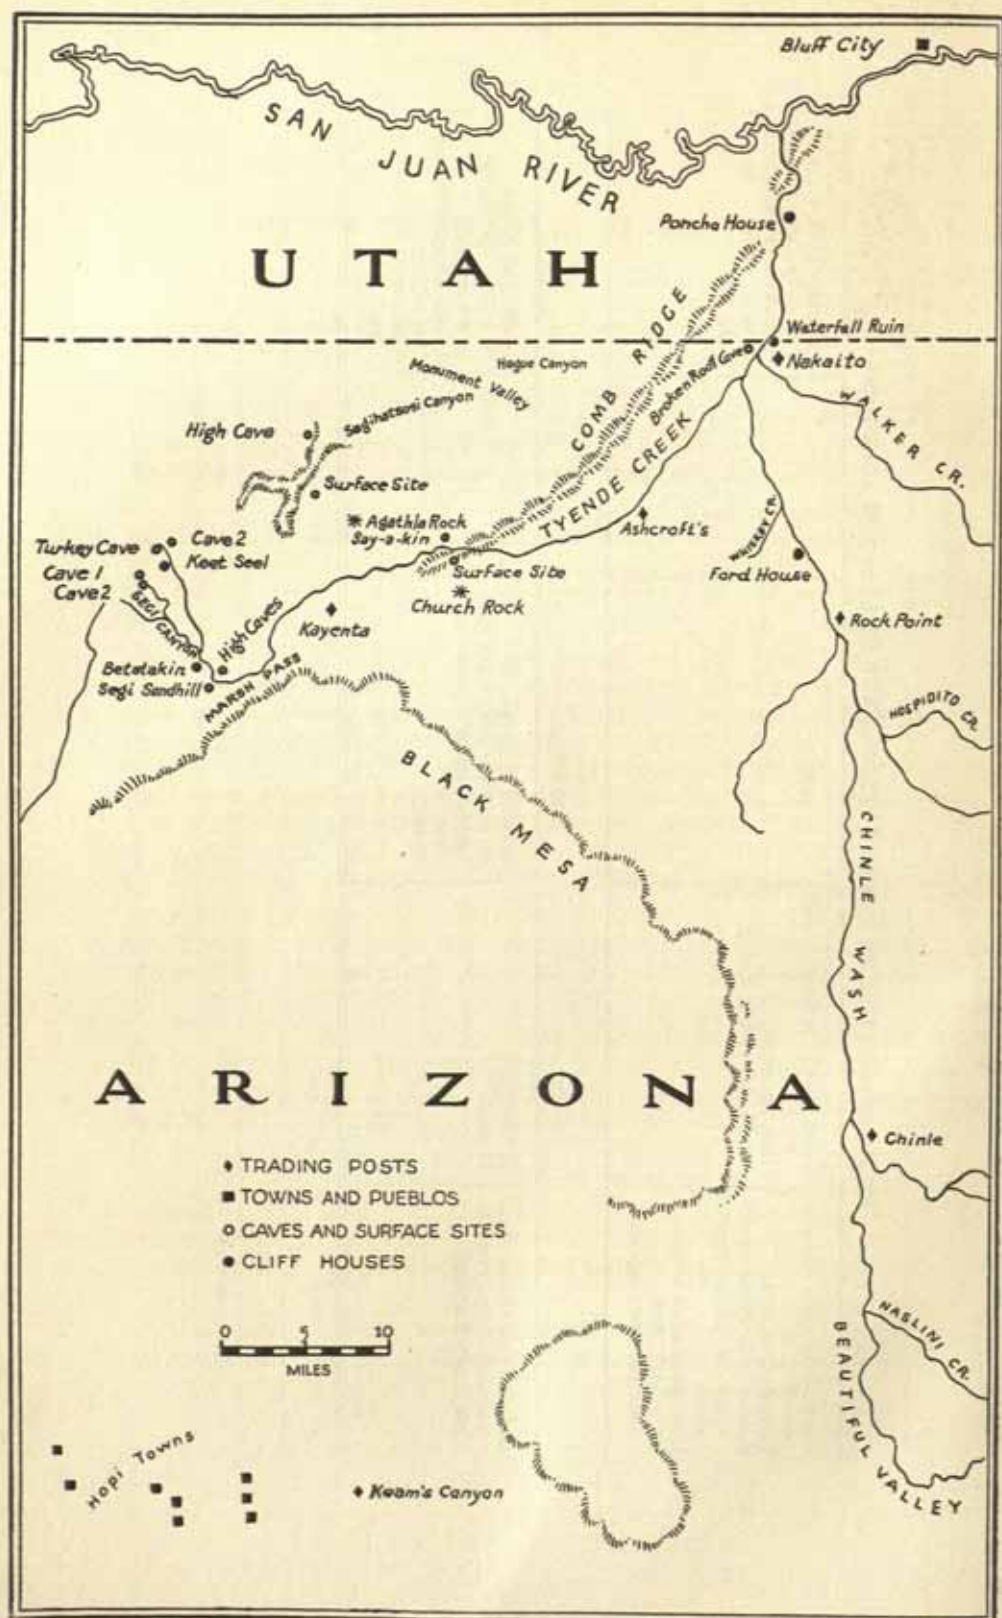 Bluff City
SAN JUAN RIVER
Poncho House
UTAH
COMB RIDGE
Waterfall Ruin
Broken Roof Cave
Nakaito
Hague Canyon
Monument Valley
Segihatsosi Canyon
WALKER CR.
High Cave
Surface Site
TYENDE CREEK
Agathla Rock
Say-a-kin
Ashcroft's
WHISKEY CR.
Turkey Cave
Cave 2
Keet Seel
Cave 1
Cave 2
Surface Site
Ford House
Church Rock
SEGI CANYON
High Caves
Kayenta
Rock Point
Betatakin
Segi Sandhill
MARSH PASS
HOSPIDITO CR.
BLACK MESA
CHINLE WASH
ARIZONA
Chinle
TRADING POSTS
TOWNS AND PUEBLOS
CAVES AND SURFACE SITES
CLIFF HOUSES
0 5 10
MILES
NASLINI CR.
BEAUTIFUL VALLEY
Hopi Towns
Keam's Canyon